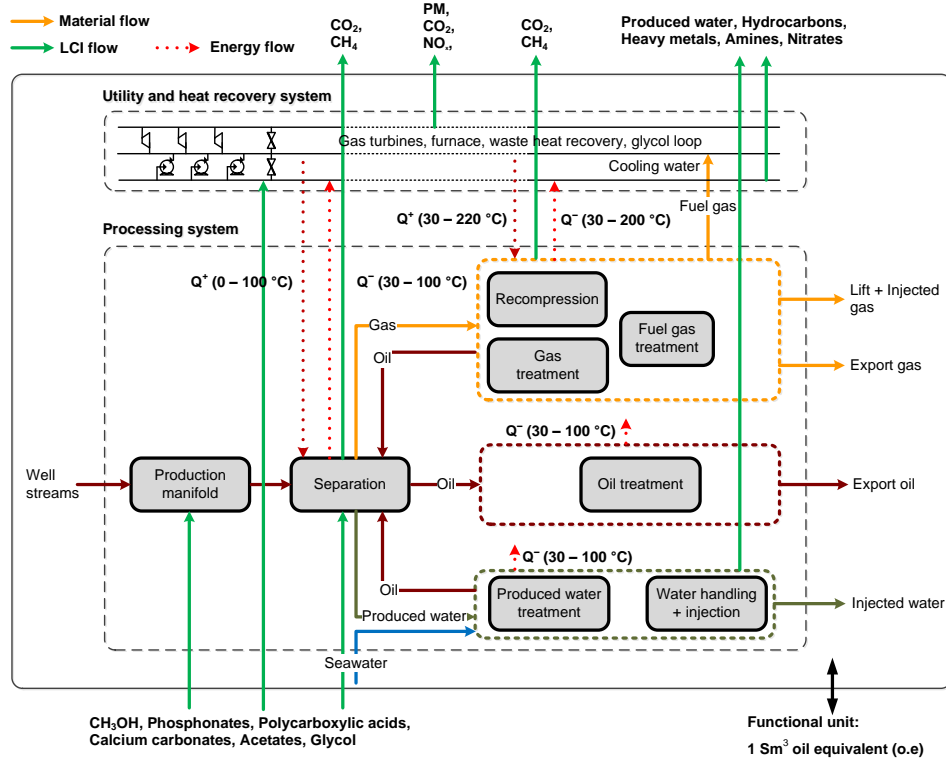 Material flow
LCI flow
Energy flow
CO₂,
CH₄
PM,
CO₂,
NOₓ,
CO₂,
CH₄
Produced water, Hydrocarbons,
Heavy metals, Amines, Nitrates
Utility and heat recovery system
Gas turbines, furnace, waste heat recovery, glycol loop
Cooling water
Fuel gas
Q⁺ (30 – 220 °C)
Q⁻ (30 – 200 °C)
Processing system
Q⁺ (0 – 100°C)
Q⁻ (30 – 100°C)
Recompression
Lift + Injected
gas
Gas
Fuel gas
treatment
Oil
Gas
treatment
Export gas
Q⁻ (30 – 100 °C)
Well
streams
Production
manifold
Separation
Oil
Oil treatment
Export oil
Q⁻ (30 – 100 °C)
Oil
Produced water
treatment
Water handling
+ injection
Injected water
Produced water
Seawater
CH₃OH, Phosphonates, Polycarboxylic acids,
Calcium carbonates, Acetates, Glycol
Functional unit:
1 Sm³ oil equivalent (o.e)